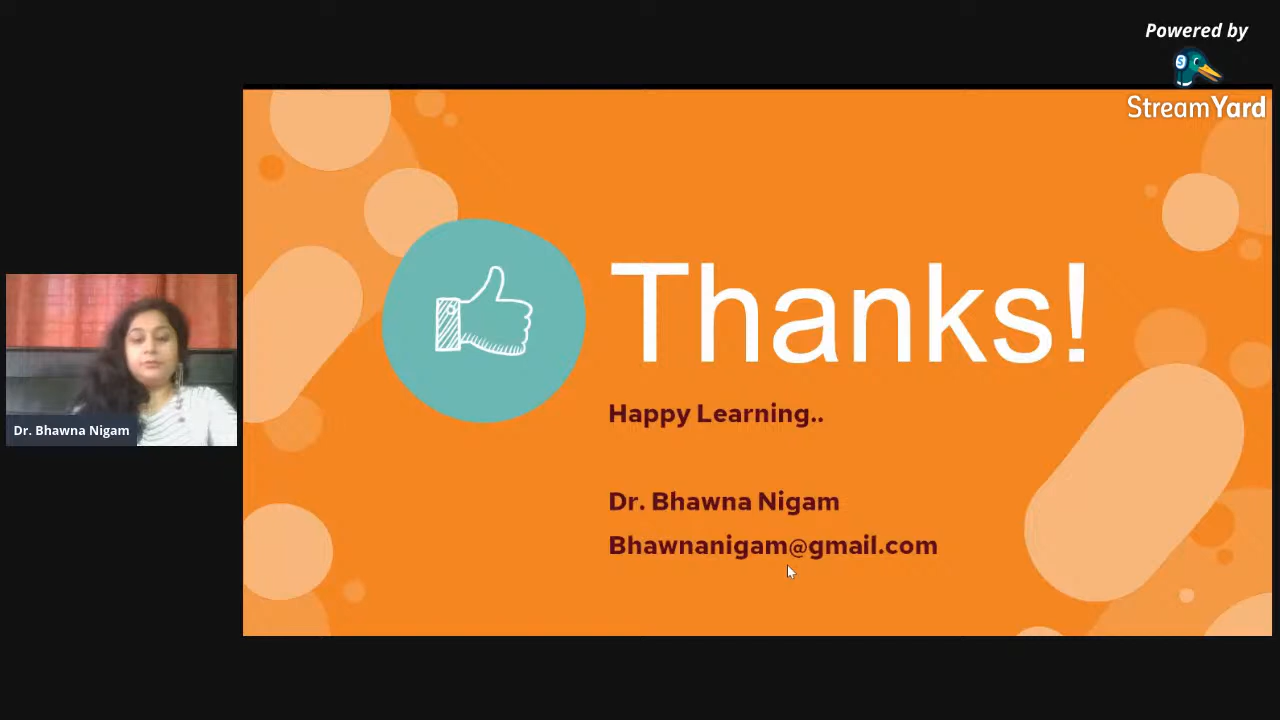 Powered by
StreamYard
Thanks!
Happy Learning..
Dr. Bhawna Nigam
Bhawnanigam@gmail.com
Dr. Bhawna Nigam